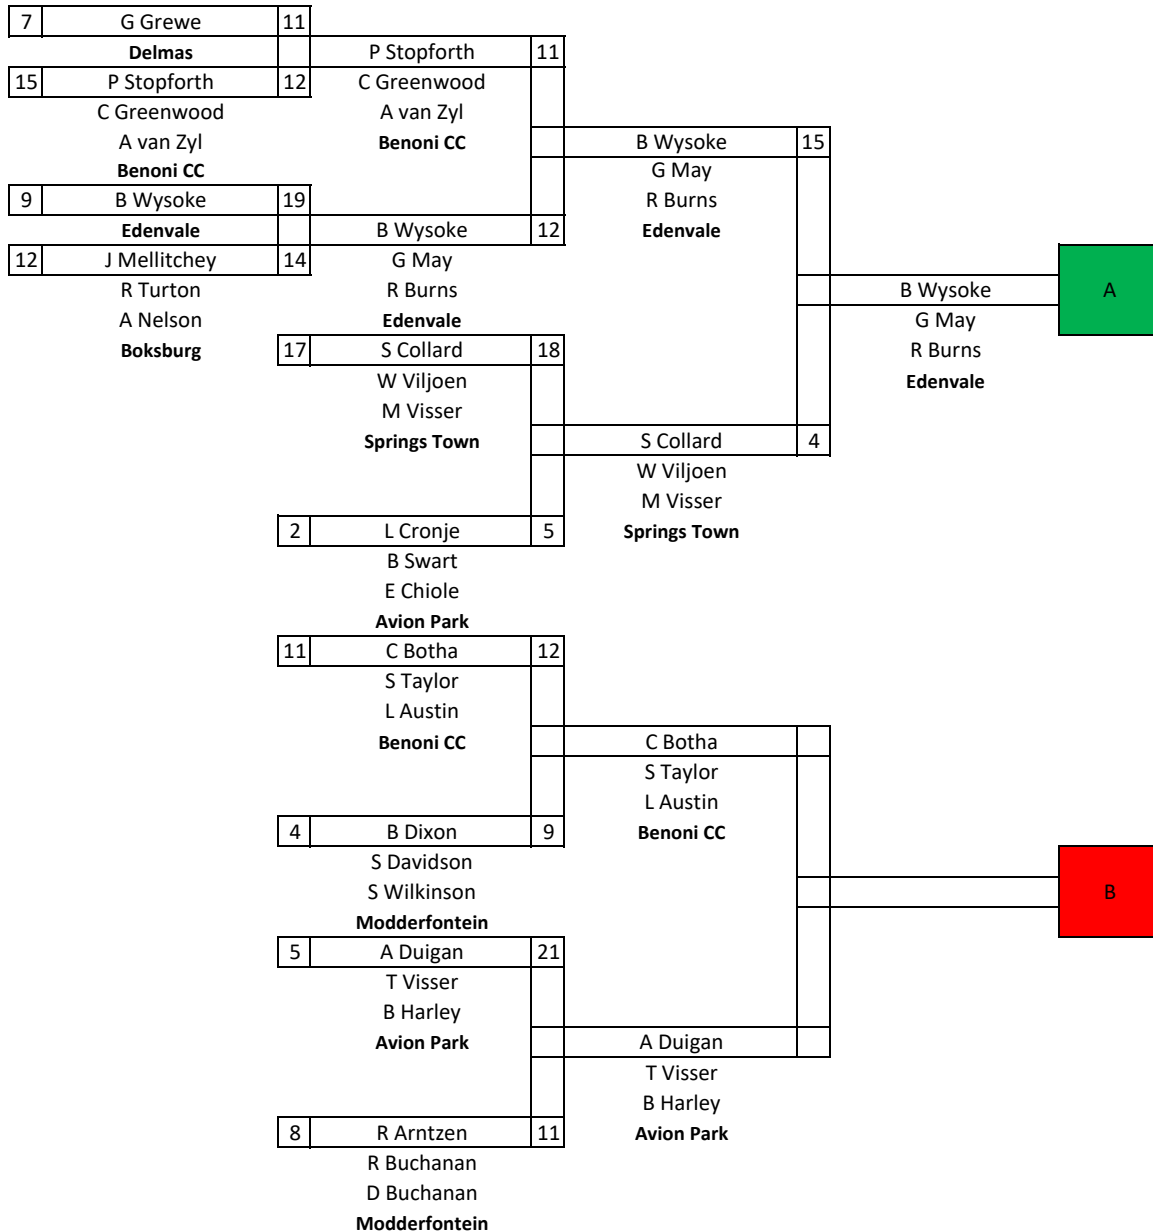 7 G Grewe 11
Delmas
P Stopforth 11
15 P Stopforth 12
C Greenwood
C Greenwood
A van Zyl
A van Zyl
Benoni CC
B Wysoke 15
Benoni CC
G May
9 B Wysoke 19
R Burns
Edenvale
B Wysoke 12
Edenvale
12 J Mellitchey 14
G May
R Turton
R Burns
B Wysoke
A
A Nelson
Edenvale
G May
Boksburg
17 S Collard 18
R Burns
W Viljoen
Edenvale
M Visser
Springs Town
S Collard 4
W Viljoen
M Visser
2 L Cronje 5
Springs Town
B Swart
E Chiole
Avion Park
11 C Botha 12
S Taylor
L Austin
Benoni CC
C Botha
S Taylor
L Austin
4 B Dixon 9
Benoni CC
S Davidson
S Wilkinson
B
Modderfontein
5 A Duigan 21
T Visser
B Harley
Avion Park
A Duigan
T Visser
B Harley
8 R Arntzen 11
Avion Park
R Buchanan
D Buchanan
Modderfontein